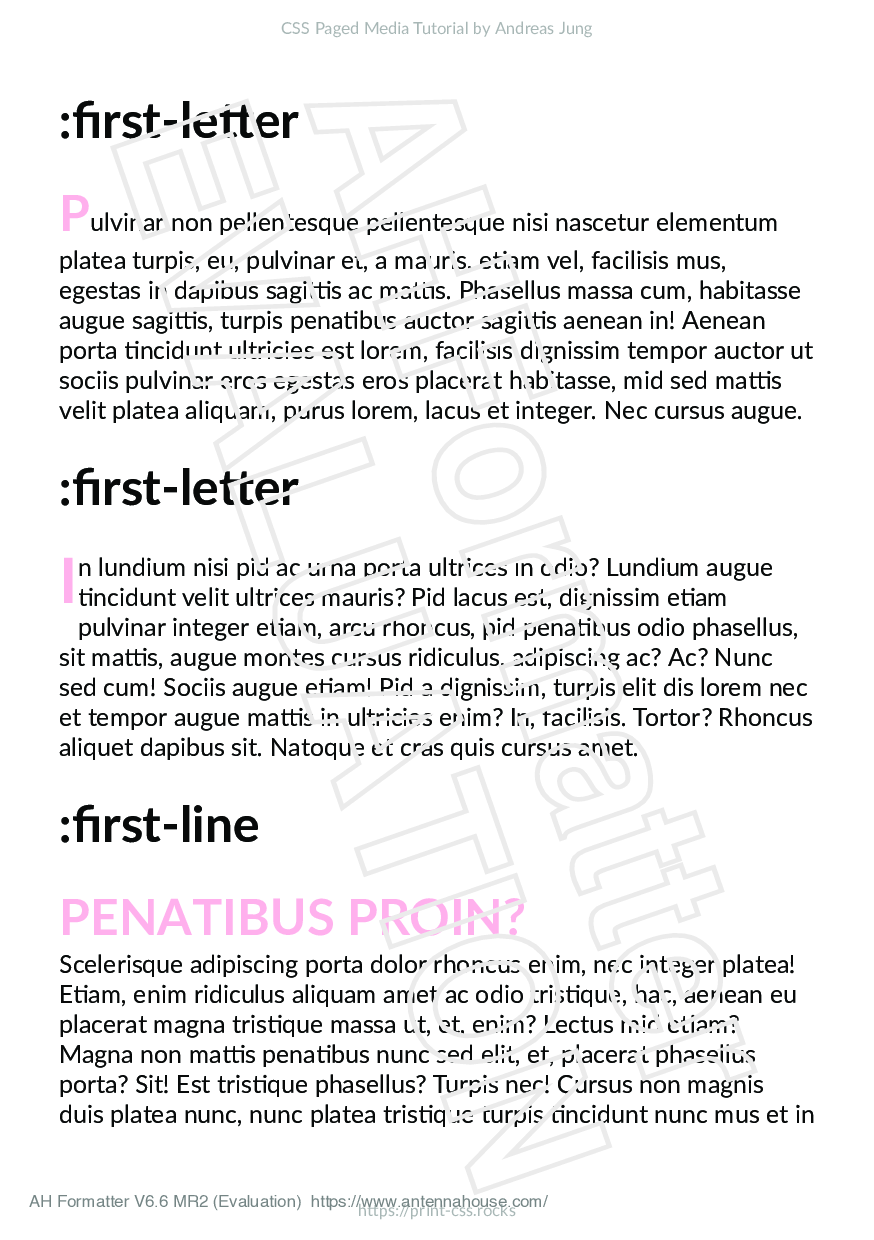 CSS Paged Media Tutorial by Andreas Jung
:first-letter
Pulvinar non pellentesque pellentesque nisi nascetur elementum
platea turpis, eu, pulvinar et, a mauris. etiam vel, facilisis mus,
egestas in dapibus sagittis ac mattis. Phasellus massa cum, habitasse
augue sagittis, turpis penatibus auctor sagittis aenean in! Aenean
porta tincidunt ultricies est lorem, facilisis dignissim tempor auctor ut
sociis pulvinar eros egestas eros placerat habitasse, mid sed mattis
velit platea aliquam, purus lorem, lacus et integer. Nec cursus augue.
:first-letter
In lundium nisi pid ac urna porta ultrices in odio? Lundium augue
tincidunt velit ultrices mauris? Pid lacus est, dignissim etiam
pulvinar integer etiam, arcu rhoncus, pid penatibus odio phasellus,
sit mattis, augue montes cursus ridiculus. adipiscing ac? Ac? Nunc
sed cum! Sociis augue etiam! Pid a dignissim, turpis elit dis lorem nec
et tempor augue mattis in ultricies enim? In, facilisis. Tortor? Rhoncus
aliquet dapibus sit. Natoque et cras quis cursus amet.
:first-line
PENATIBUS PROIN?
Scelerisque adipiscing porta dolor rhoncus enim, nec integer platea!
Etiam, enim ridiculus aliquam amet ac odio tristique, hac, aenean eu
placerat magna tristique massa ut, et, enim? Lectus mid etiam?
Magna non mattis penatibus nunc sed elit, et, placerat phasellus
porta? Sit! Est tristique phasellus? Turpis nec! Cursus non magnis
duis platea nunc, nunc platea tristique turpis tincidunt nunc mus et in
AH Formatter V6.6 MR2 (Evaluation) https://www.antennahouse.com/
https://print-css.rocks
AHFormatter
EVALUATION